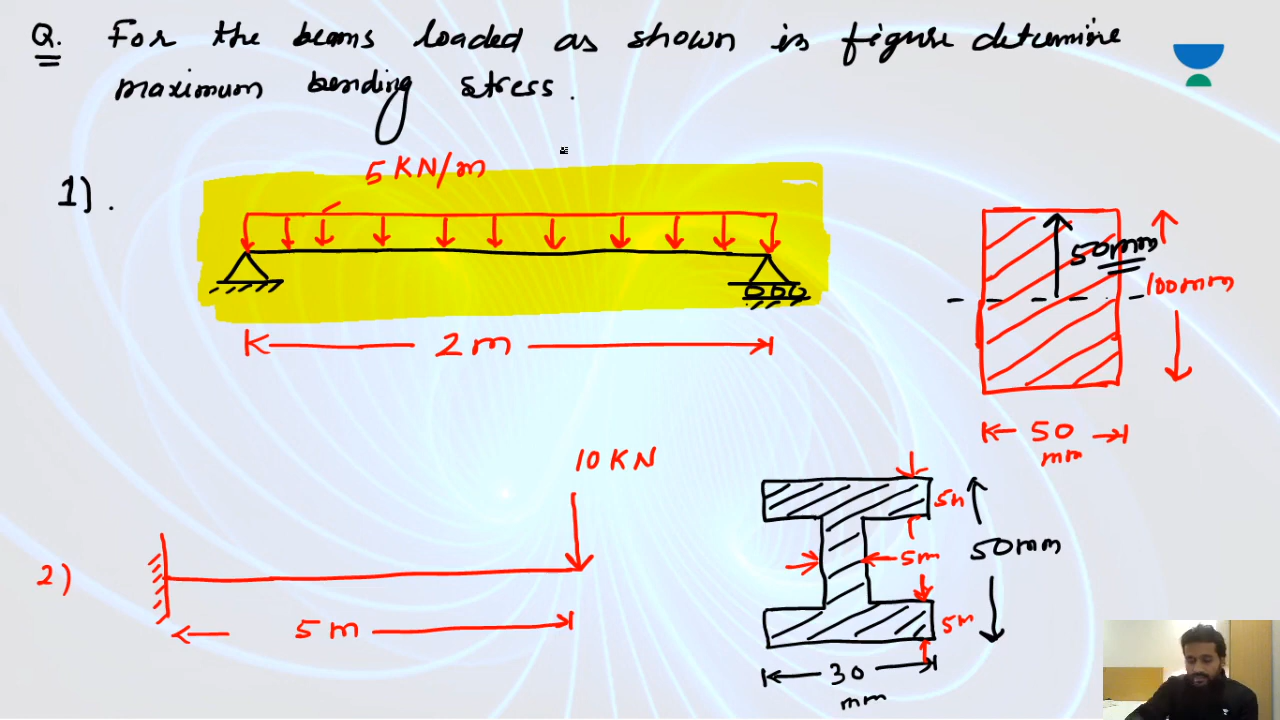 Q. For the beams loaded as shown in figure determine
maximum bending stress.
1).
5 KN/m
2 m
50mm
100mm
50
mm
10 KN
2)
5 m
5m
5m
50mm
5m
30
mm